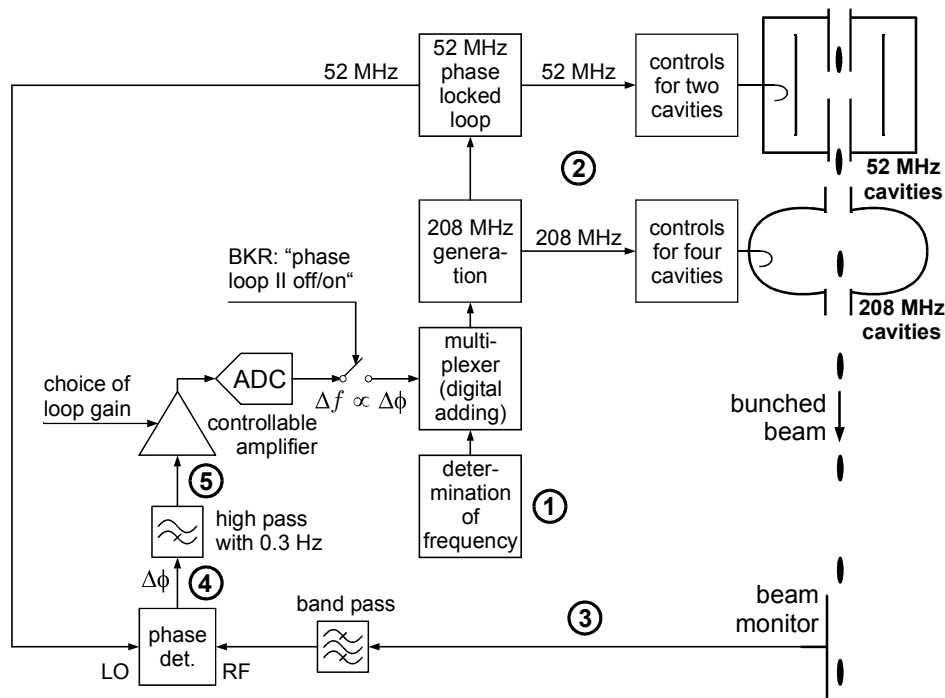 52 MHz
52 MHz
phase
locked
loop
52 MHz
controls
for two
cavities
2
52 MHz
cavities
208 MHz
genera-
tion
208 MHz
controls
for four
cavities
208 MHz
cavities
BKR: “phase
loop II off/on“
multi-
plexer
(digital
adding)
choice of
loop gain
ADC
Δf ∝ Δϕ
controllable
amplifier
bunched
beam
deter-
mination
of
frequency
1
5
high pass
with 0.3 Hz
Δϕ
4
band pass
3
beam
monitor
phase
det.
LO
RF